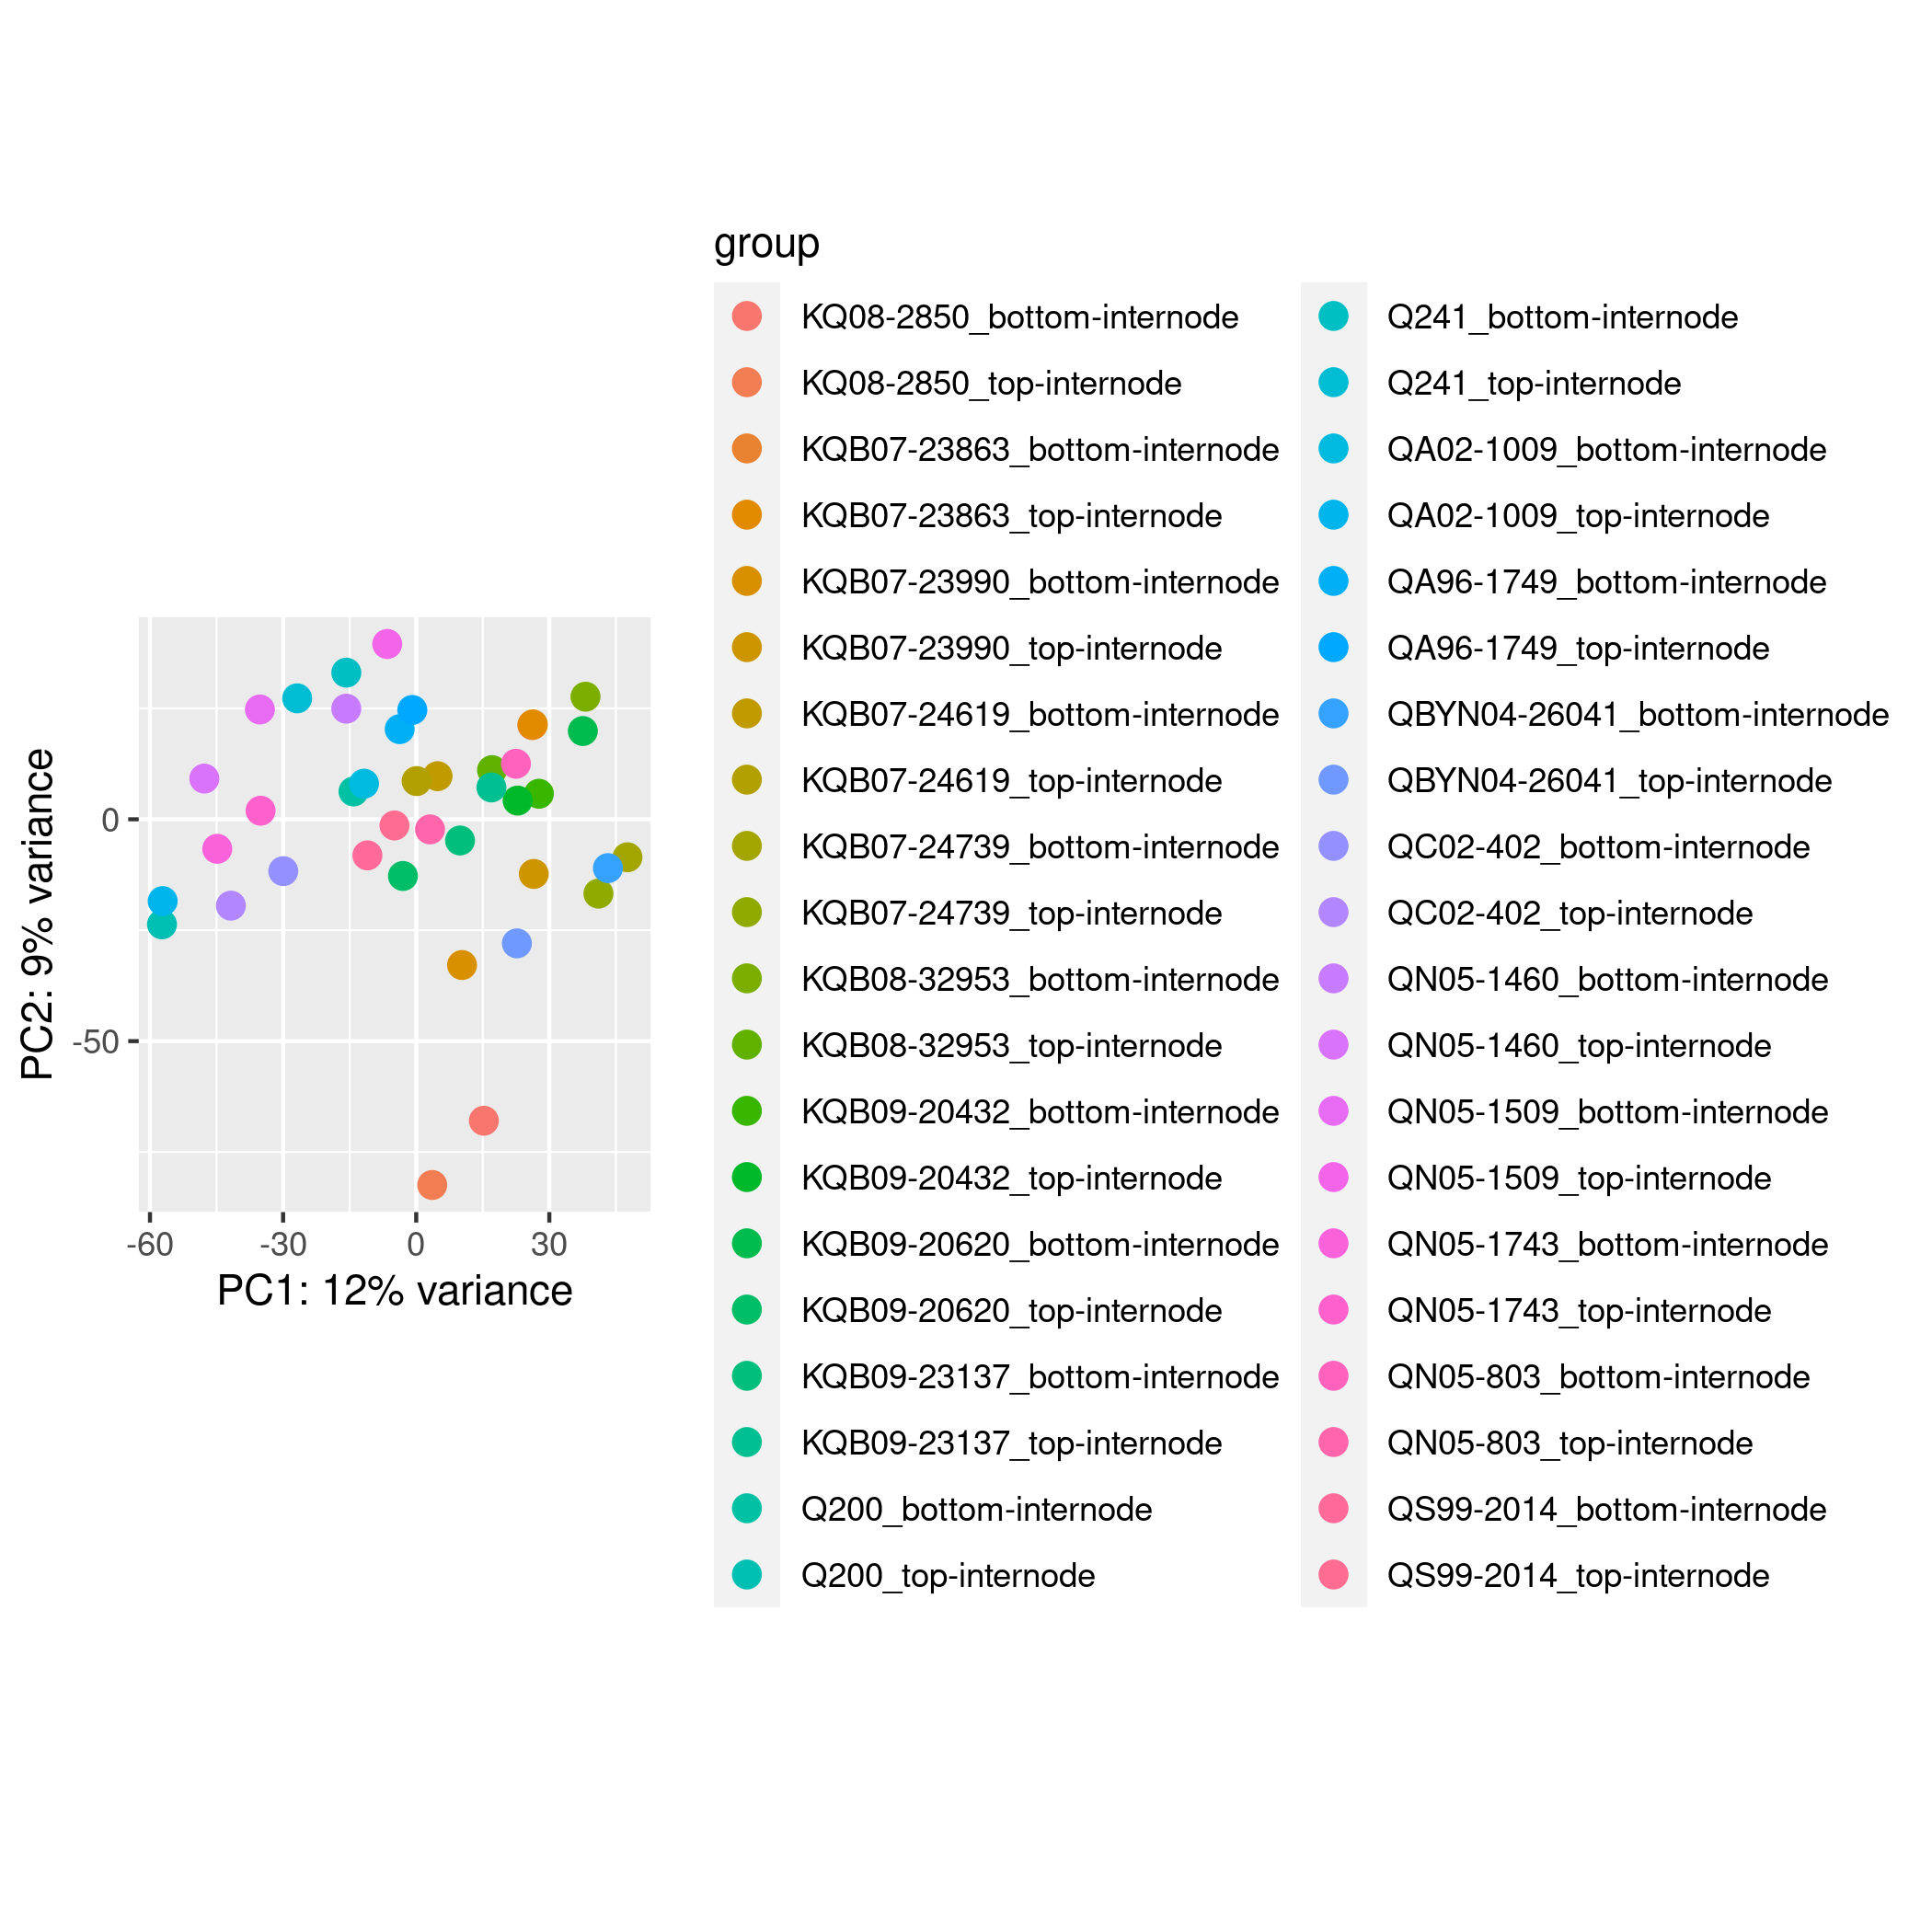 group
KQ08-2850_bottom-internode
KQ08-2850_top-internode
KQB07-23863_bottom-internode
KQB07-23863_top-internode
KQB07-23990_bottom-internode
KQB07-23990_top-internode
KQB07-24619_bottom-internode
KQB07-24619_top-internode
KQB07-24739_bottom-internode
KQB07-24739_top-internode
KQB08-32953_bottom-internode
KQB08-32953_top-internode
KQB09-20432_bottom-internode
KQB09-20432_top-internode
KQB09-20620_bottom-internode
KQB09-20620_top-internode
KQB09-23137_bottom-internode
KQB09-23137_top-internode
Q200_bottom-internode
Q200_top-internode
Q241_bottom-internode
Q241_top-internode
QA02-1009_bottom-internode
QA02-1009_top-internode
QA96-1749_bottom-internode
QA96-1749_top-internode
QBYN04-26041_bottom-internode
QBYN04-26041_top-internode
QC02-402_bottom-internode
QC02-402_top-internode
QN05-1460_bottom-internode
QN05-1460_top-internode
QN05-1509_bottom-internode
QN05-1509_top-internode
QN05-1743_bottom-internode
QN05-1743_top-internode
QN05-803_bottom-internode
QN05-803_top-internode
QS99-2014_bottom-internode
QS99-2014_top-internode
PC2: 9% variance
0
-50
-60 -30 0 30
PC1: 12% variance